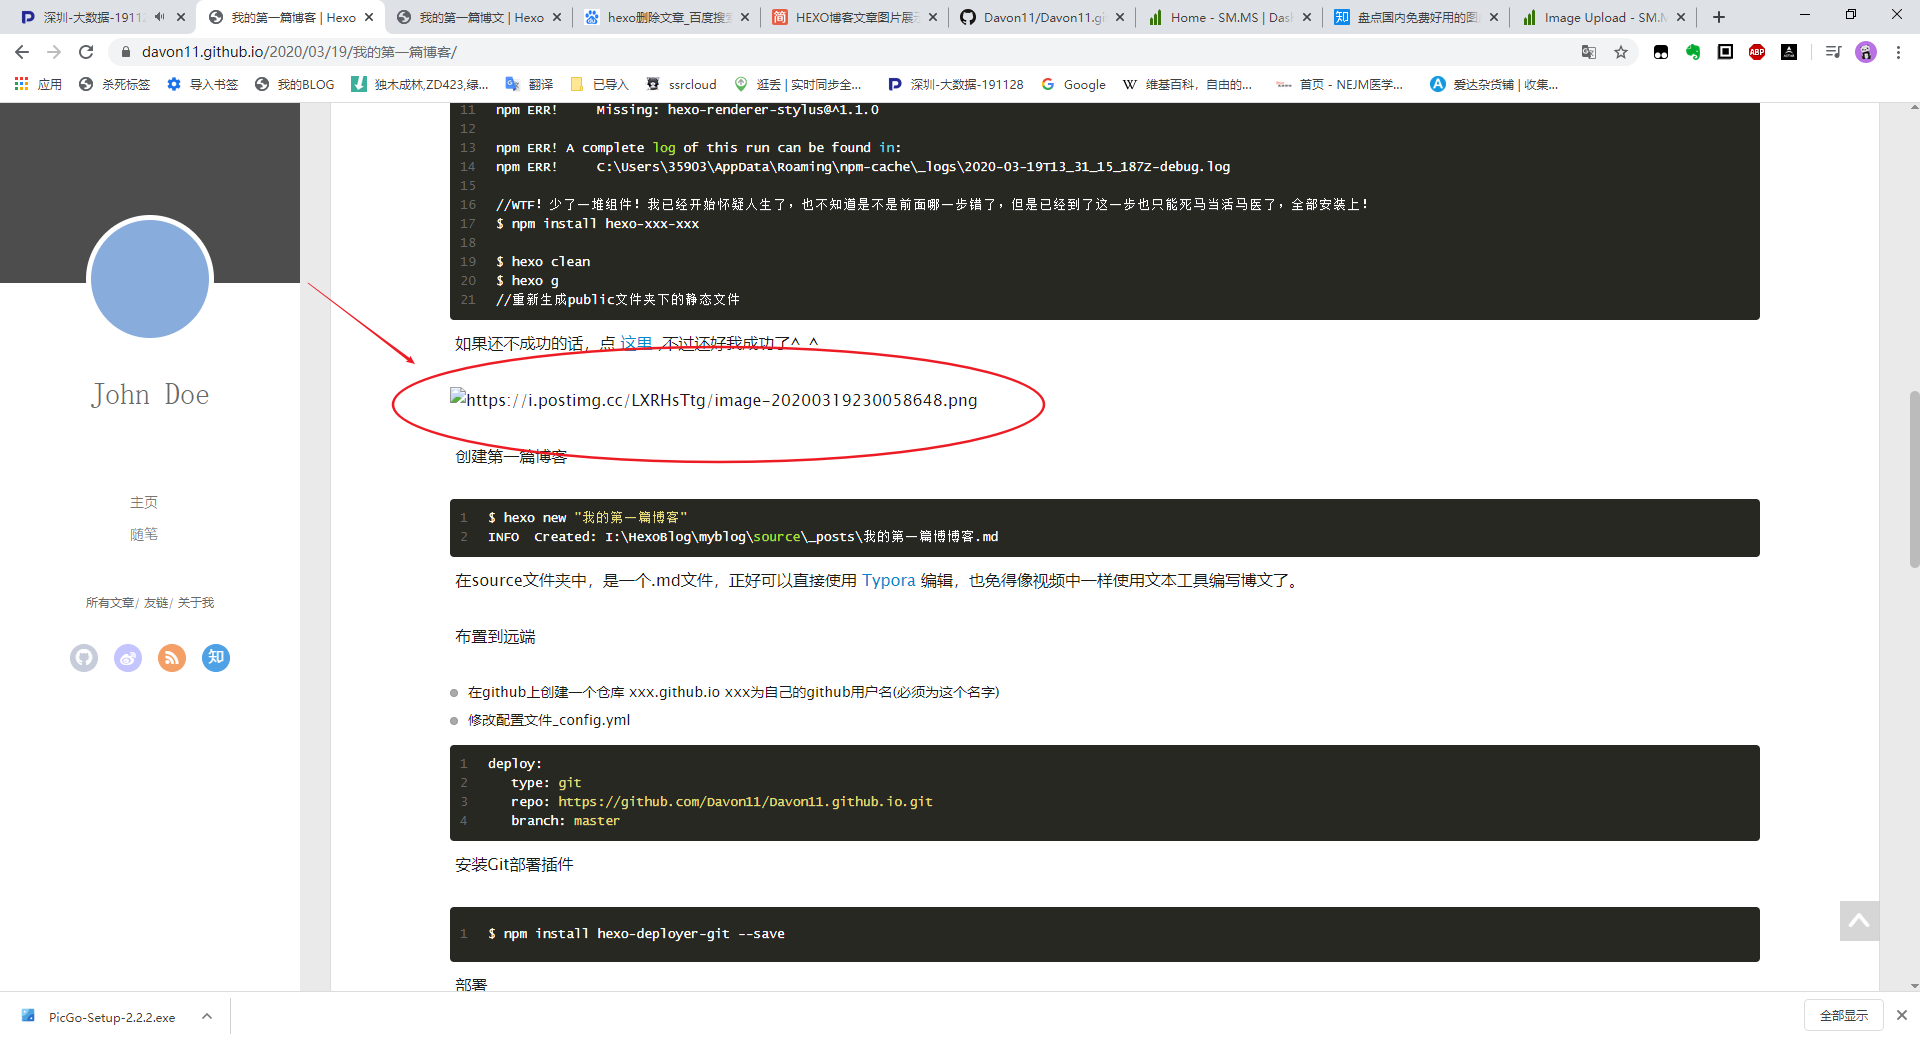 深圳-大数据-1911
我的第一篇博客 | Hexo
我的第一篇博文 | Hexo
hexo删除文章_百度搜
HEXO博客文章图片展
Davon11/Davon11.gi
Home - SM.MS | Das
盘点国内免费好用的图
Image Upload - SM.M
davon11.github.io/2020/03/19/我的第一篇博客/
应用 杀死标签 导入书签 我的BLOG 独木成林,ZD423,绿... 翻译 已导入 ssrcloud 逛丢 | 实时同步全... 深圳-大数据-191128 Google 维基百科，自由的... 首页 - NEJM医学... 爱达杂货铺 | 收集...
11 npm ERR!     Missing: hexo-renderer-stylus@^1.1.0
12
13 npm ERR! A complete log of this run can be found in:
14 npm ERR!     C:\Users\35903\AppData\Roaming\npm-cache\_logs\2020-03-19T13_31_15_187Z-debug.log
15
16 //WTF! 少了一堆组件! 我已经开始怀疑人生了，也不知道是不是前面哪一步错了，但是已经到了这一步也只能死马当活马医了，全部安装上!
17 $ npm install hexo-xxx-xxx
18
19 $ hexo clean
20 $ hexo g
21 //重新生成public文件夹下的静态文件
如果还不成功的话，点 这里 ,不过还好我成功了^_^
https://i.postimg.cc/LXRHsTtg/image-20200319230058648.png
John Doe
主页
随笔
所有文章/ 友链/ 关于我
知
创建第一篇博客
1 $ hexo new "我的第一篇博客"
2 INFO  Created: I:\HexoBlog\myblog\source\_posts\我的第一篇博博客.md
在source文件夹中，是一个.md文件，正好可以直接使用 Typora 编辑，也免得像视频中一样使用文本工具编写博文了。
布置到远端
在github上创建一个仓库 xxx.github.io xxx为自己的github用户名(必须为这个名字)
修改配置文件_config.yml
1 deploy:
2    type: git
3    repo: https://github.com/Davon11/Davon11.github.io.git
4    branch: master
安装Git部署插件
1 $ npm install hexo-deployer-git --save
部署
PicGo-Setup-2.2.2.exe
全部显示